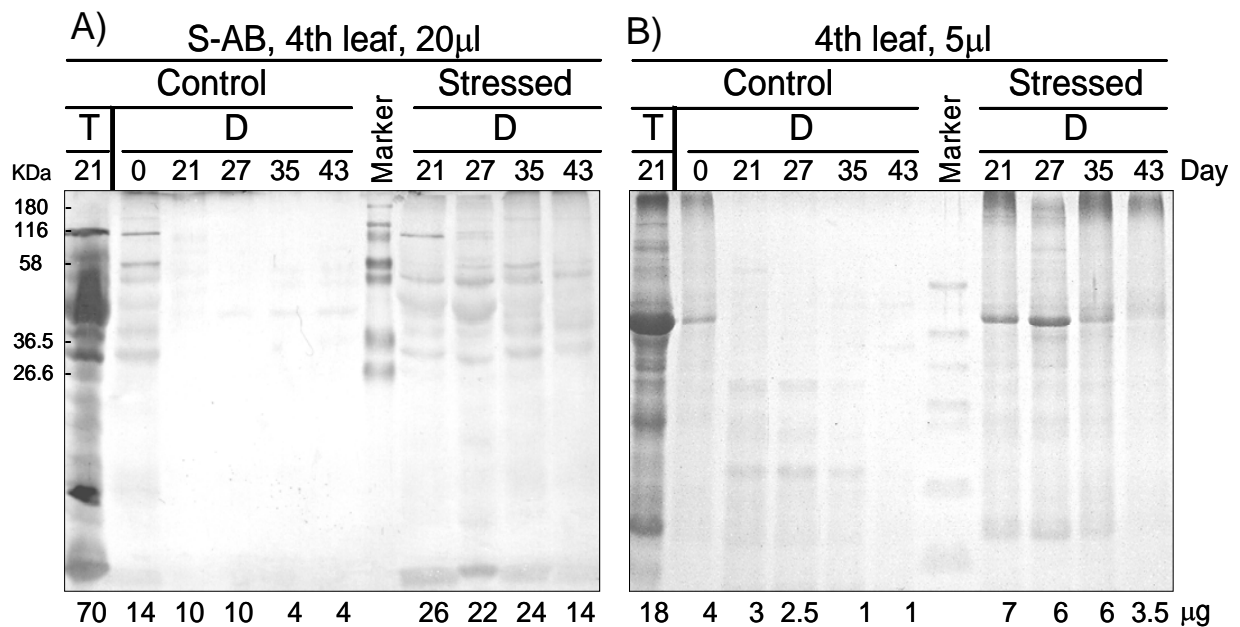 A) B)
S-AB, 4th leaf, 20µl 4th leaf, 5µl
Control Marker Stressed Control Marker Stressed
T D D T D D
KDa 21 0 21 27 35 43 21 27 35 43 21 0 21 27 35 43 21 27 35 43 Day
180
116
58
36.5
26.6
70 14 10 10 4 4 26 22 24 14 18 4 3 2.5 1 1 7 6 6 3.5 µg